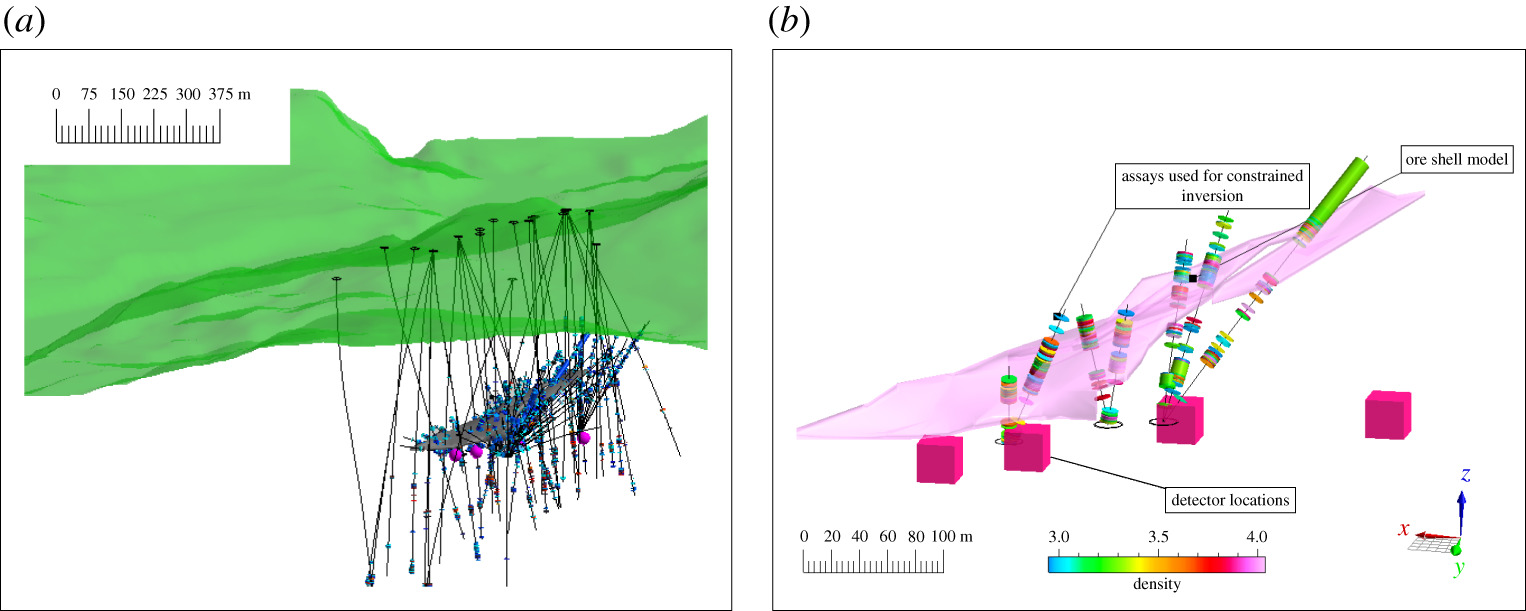 (a)
0 75 150 225 300 375 m
(b)
ore shell model
assays used for constrained
inversion
detector locations
0 20 40 60 80 100 m
3.0 3.5 4.0
density
z
x
y